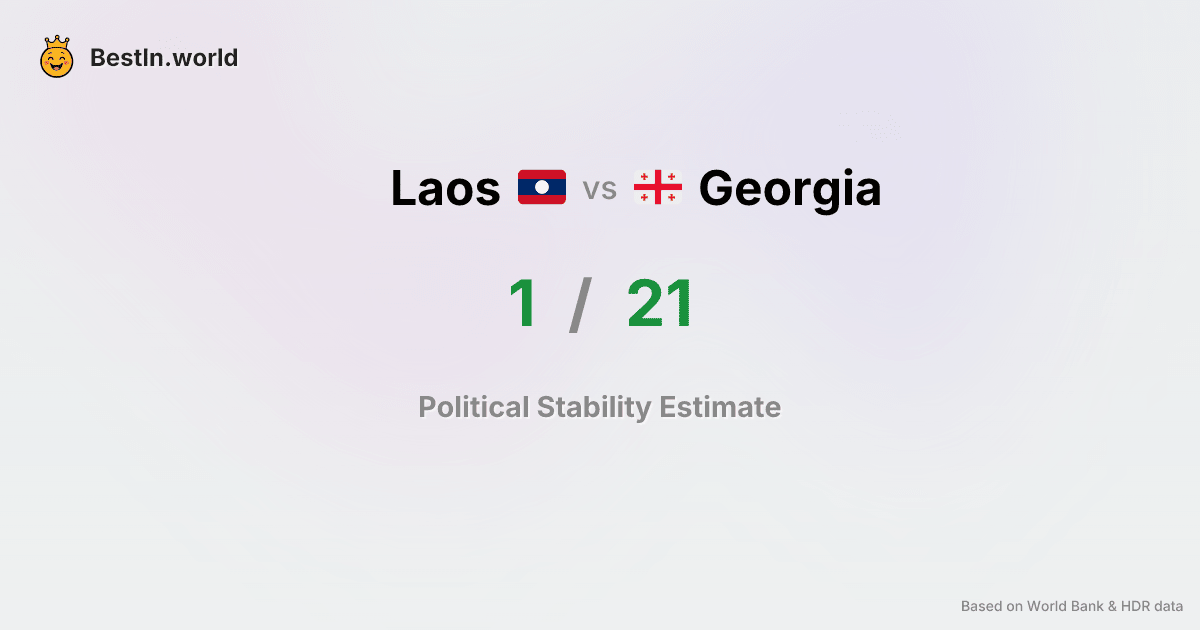 BestIn.world
Laos vs Georgia
1 / 21
Political Stability Estimate
Based on World Bank & HDR data